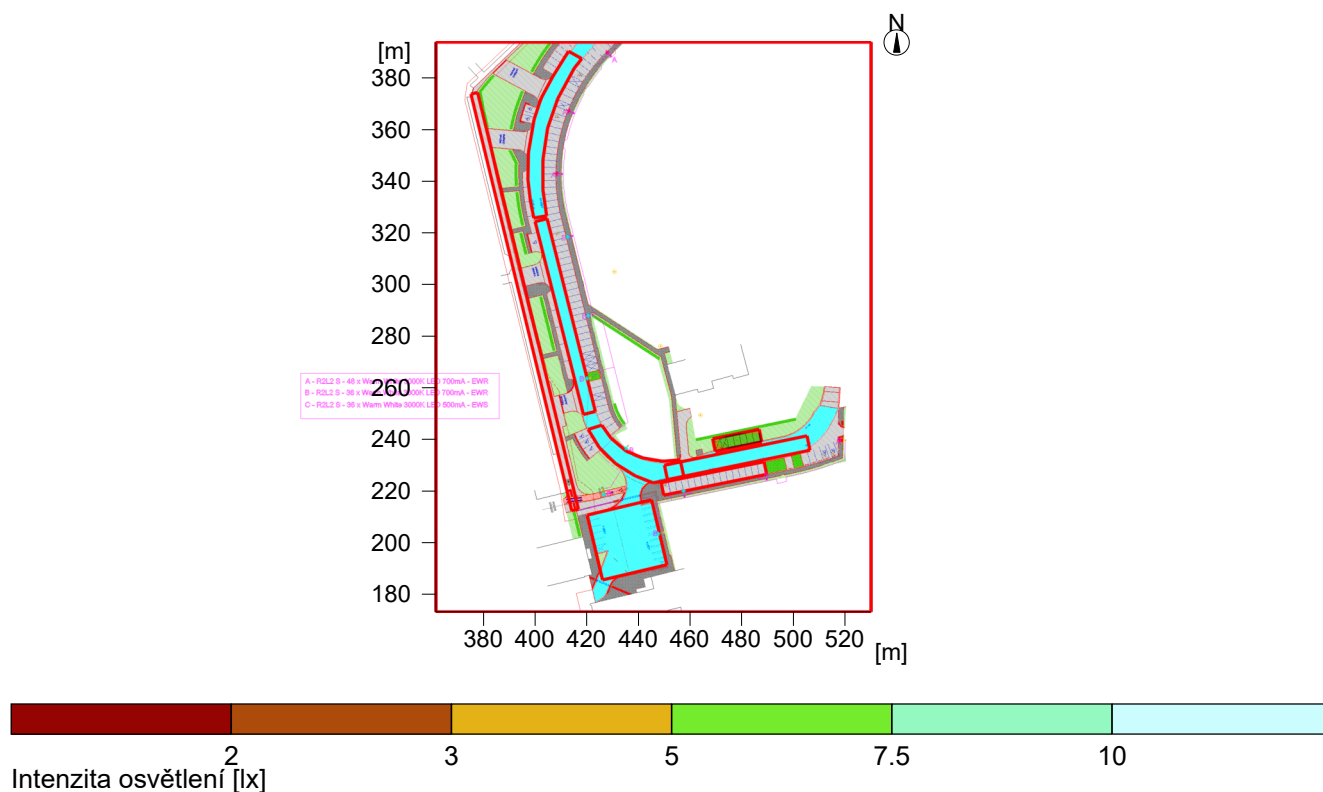 N
[m]
380
360
340
320
300
280
260
240
220
200
180
A - R2L2 S - 48 x Warm White 3000K LED 700mA - EWR
B - R2L2 S - 36 x Warm White 3000K LED 700mA - EWR
C - R2L2 S - 36 x Warm White 3000K LED 500mA - EWS
380 400 420 440 460 480 500 520
[m]
2 3 5 7.5 10
Intenzita osvětlení [lx]